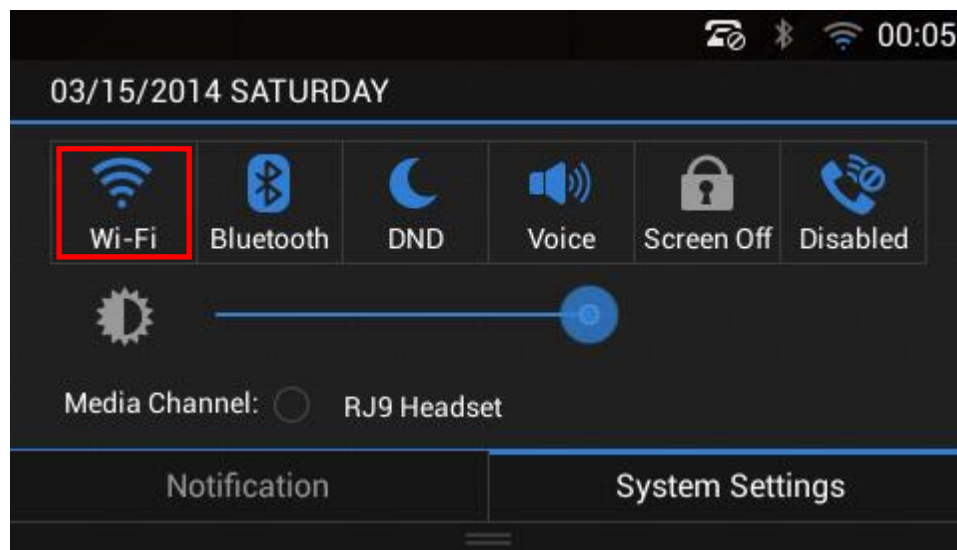 00:05
03/15/2014 SATURDAY
Wi-Fi Bluetooth DND Voice Screen Off Disabled
Media Channel: RJ9 Headset
Notification System Settings